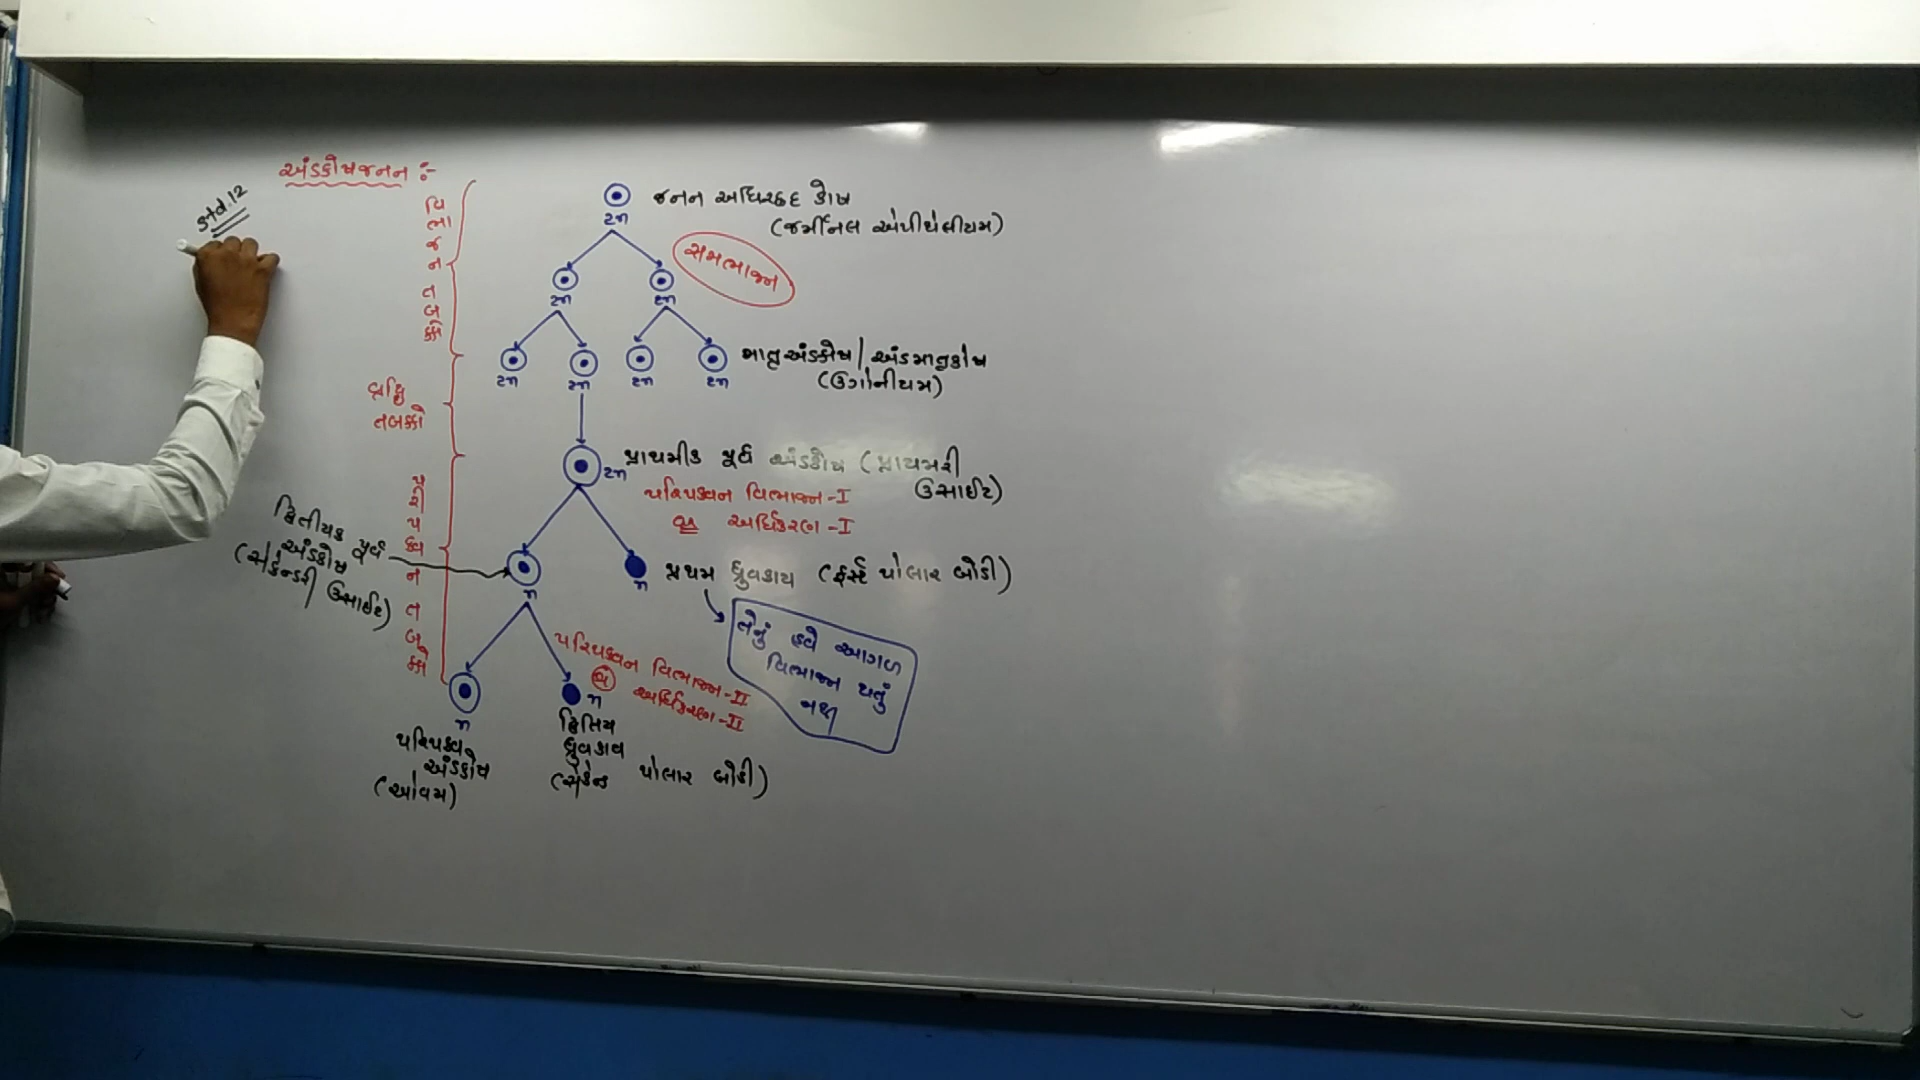 Std.12
અંડકોષજનન :-
વિભાજન તબક્કો
2n
જનન અધિચ્છદ કોષ
(જર્મીનલ એપીથેલીયમ)
સમભાજન
2n
2n
2n
2n
2n
2n
માતૃઅંડકોષ / અંડમાતૃકોષ
(ઉગોનીયમ)
વૃધ્ધિ
તબક્કો
2n
પ્રાથમીક પૂર્વ અંડકોષ (પ્રાયમરી
ઉસાઈટ)
પરિપક્વન વિભાજન-I
અર્ધિકરણ-I
પરીપક્વન તબક્કો
દ્વિતીયક પૂર્વ
અંડકોષ
(સેકેન્ડરી ઉસાઈટ)
n
n
પ્રથમ ધ્રુવકાય (ફર્સ્ટ પોલાર બોડી)
તેનું હવે આગળ
વિભાજન થતું
નથી
પરિપક્વન વિભાજન-II
અર્ધિકરણ-II
n
n
પરિપક્વ
અંડકોષ
(ઓવમ)
દ્વિતિય
ધ્રુવકાય
(સેકેન્ડ પોલાર બોડી)